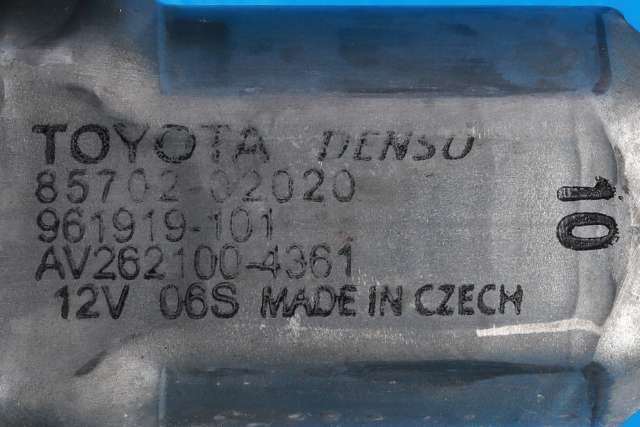 TOYOTA DENSO
85702 02020
961919-101
AV262100-4361
12V 06S MADE IN CZECH
10